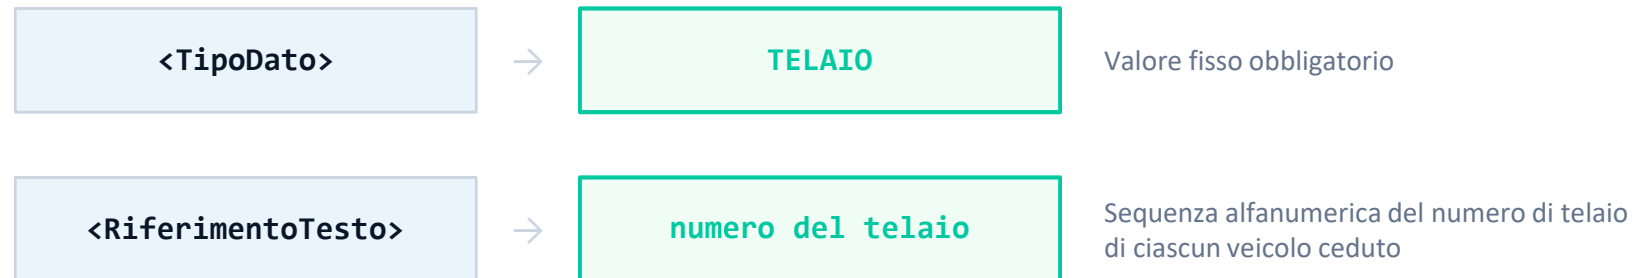 <TipoDato> → TELAIO Valore fisso obbligatorio
<RiferimentoTesto> → numero del telaio Sequenza alfanumerica del numero di telaio
di ciascun veicolo ceduto